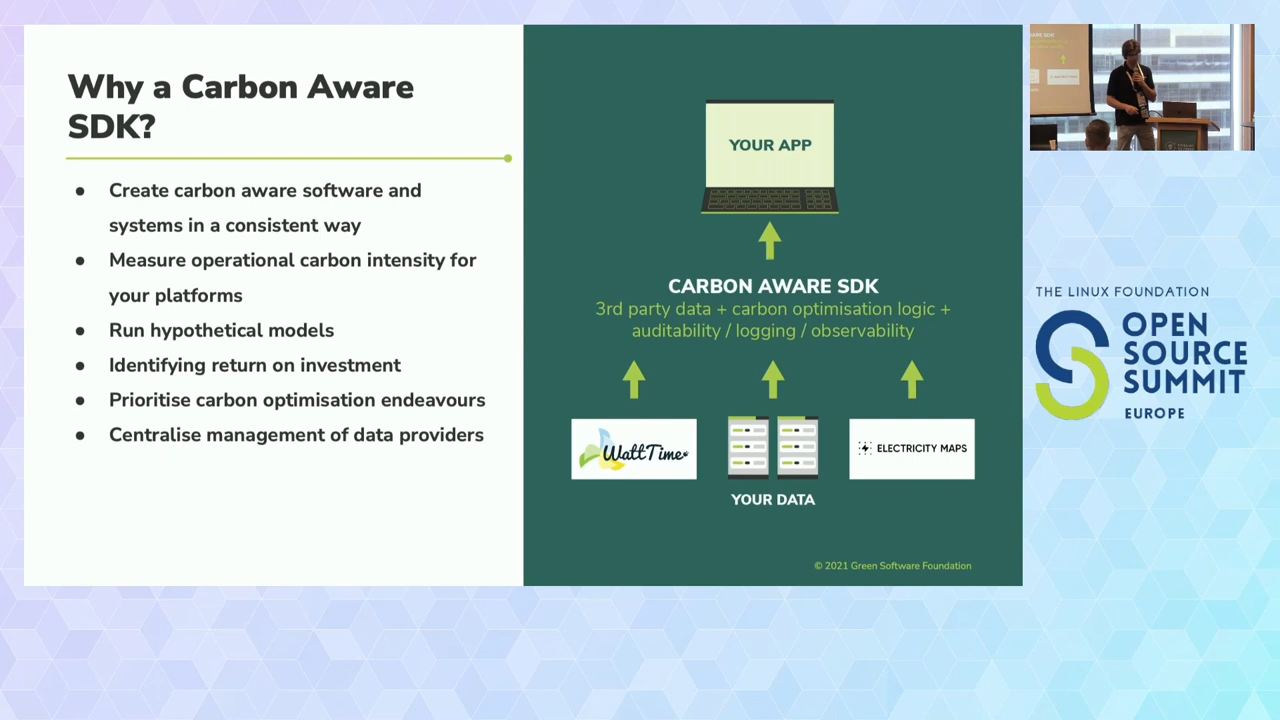 Why a Carbon Aware
SDK?
● Create carbon aware software and
systems in a consistent way
● Measure operational carbon intensity for
your platforms
● Run hypothetical models
● Identifying return on investment
● Prioritise carbon optimisation endeavours
● Centralise management of data providers
YOUR APP
CARBON AWARE SDK
3rd party data + carbon optimisation logic +
auditability / logging / observability
WattTime
YOUR DATA
ELECTRICITY MAPS
© 2021 Green Software Foundation
THE LINUX FOUNDATION
OPEN
SOURCE
SUMMIT
EUROPE